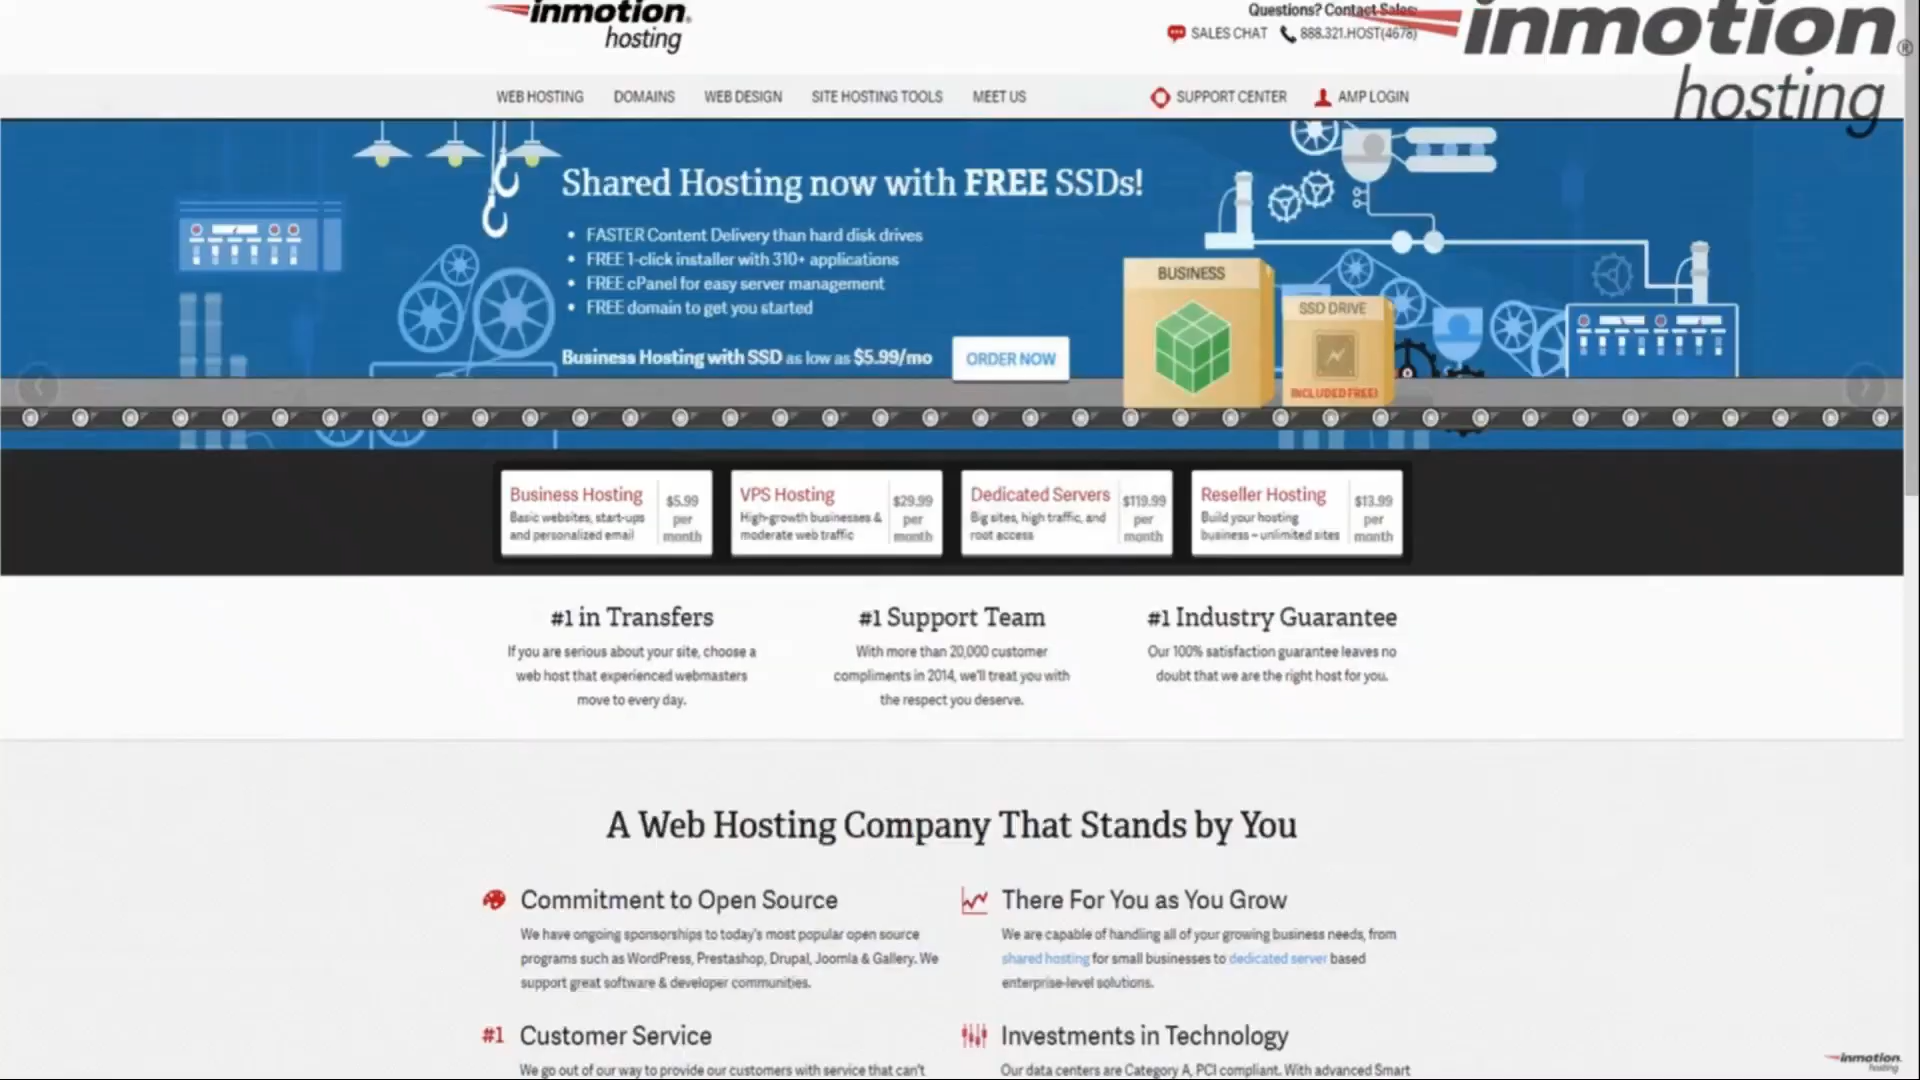 inmotion
hosting
Questions? Contact Sales:
SALES CHAT 888.321.HOST(4678)
inmotion®
hosting
WEB HOSTING DOMAINS WEB DESIGN SITE HOSTING TOOLS MEET US SUPPORT CENTER AMP LOGIN
Shared Hosting now with FREE SSDs!
• FASTER Content Delivery than hard disk drives
• FREE 1-click installer with 310+ applications
• FREE cPanel for easy server management
• FREE domain to get you started
Business Hosting with SSD as low as $5.99/mo
ORDER NOW
BUSINESS
SSD DRIVE
INCLUDED FREE!
Business Hosting
Basic websites, start-ups
and personalized email
$5.99
per
month
VPS Hosting
High-growth businesses &
moderate web traffic
$29.99
per
month
Dedicated Servers
Big sites, high traffic, and
root access
$119.99
per
month
Reseller Hosting
Build your hosting
business – unlimited sites
$13.99
per
month
#1 in Transfers
If you are serious about your site, choose a
web host that experienced webmasters
move to every day.
#1 Support Team
With more than 20,000 customer
compliments in 2014, we'll treat you with
the respect you deserve.
#1 Industry Guarantee
Our 100% satisfaction guarantee leaves no
doubt that we are the right host for you.
A Web Hosting Company That Stands by You
Commitment to Open Source
We have ongoing sponsorships to today's most popular open source
programs such as WordPress, Prestashop, Drupal, Joomla & Gallery. We
support great software & developer communities.
There For You as You Grow
We are capable of handling all of your growing business needs, from
shared hosting for small businesses to dedicated server based
enterprise-level solutions.
#1 Customer Service
We go out of our way to provide our customers with service that can't
Investments in Technology
Our data centers are Category A, PCI compliant. With advanced Smart
inmotion
hosting